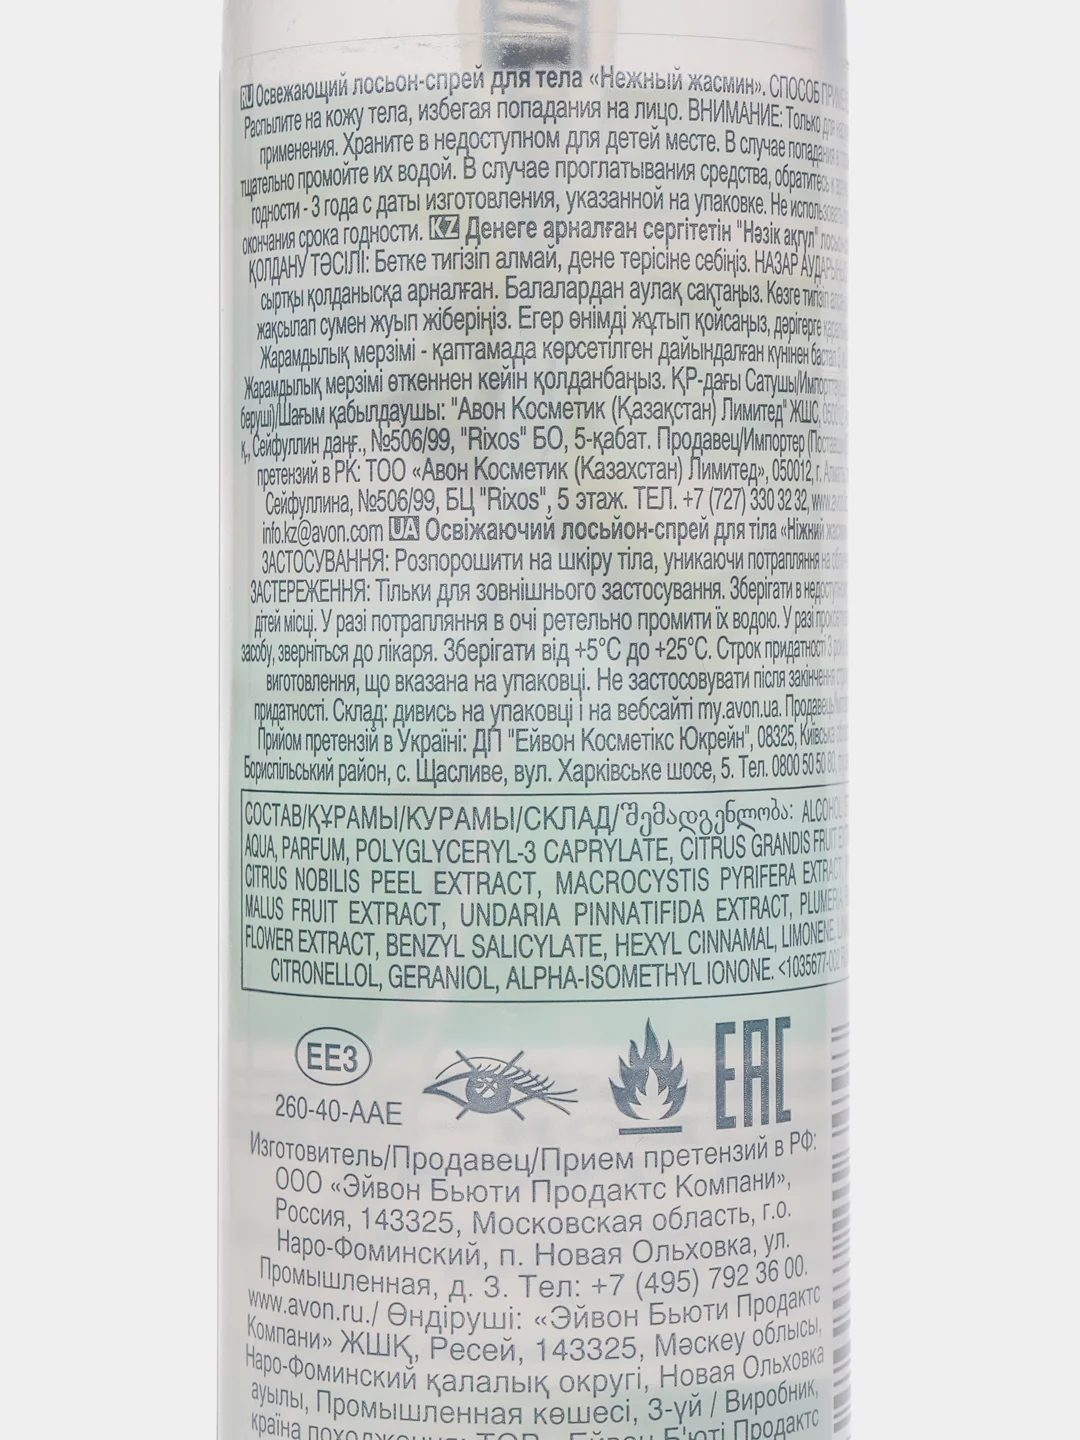 RU Освежающий лосьон-спрей для тела «Нежный жасмин». СПОСОБ
Распылите на кожу тела, избегая попадания на лицо. ВНИМАНИЕ: Только для
применения. Храните в недоступном для детей месте. В случае попадания
тщательно промойте их водой. В случае проглатывания средства, обратитесь к
годности - 3 года с даты изготовления, указанной на упаковке. Не
окончания срока годности. KZ Денеге арналған сергітетін "Нәзік ақгүл"
ҚОЛДАНУ ТӘСІЛІ: Бетке тигізіп алмай, дене терісіне себіңіз. НАЗАР
сыртқы қолданысқа арналған. Балалардан аулақ сақтаңыз. Көзге тигізіп
жақсылап сумен жуып жіберіңіз. Егер өнімді жұтып қойсаңыз, дәрігерге
Жарамдылық мерзімі - қаптамада көрсетілген дайындалған күнінен
Жарамдылық мерзімі өткеннен кейін қолданбаңыз. ҚР-дағы
беруші)/Шағым қабылдаушы: "Авон Косметик (Қазақстан) Лимитед" ЖШС,
қ., Сейфуллин даңғ., №506/99, "Rixos" БО, 5-қабат. Продавец/Импортер
претензий в РК: ТОО «Авон Косметик (Казахстан) Лимитед», 050012, г.
Сейфуллина, №506/99, БЦ "Rixos", 5 этаж. ТЕЛ. +7 (727) 330 32 32,
info.kz@avon.com UA Освіжаючий лосьйон-спрей для тіла «Ніжний
ЗАСТОСУВАННЯ: Розпорошити на шкіру тіла, уникаючи потрапляння на
ЗАСТЕРЕЖЕННЯ: Тільки для зовнішнього застосування. Зберігати в
дітей місці. У разі потрапляння в очі ретельно промити їх водою. У разі
засобу, зверніться до лікаря. Зберігати від +5°C до +25°C. Строк придатності 3
виготовлення, що вказана на упаковці. Не застосовувати після
придатності. Склад: дивись на упаковці і на вебсайті my.avon.ua.
Прийом претензій в Україні: ДП "Ейвон Косметікс Юкрейн", 08325,
Бориспільський район, с. Щасливе, вул. Харківське шосе, 5. Тел. 0800 50 50 80
СОСТАВ/ҚҰРАМЫ/КУРАМЫ/СКЛАД/შემადგენლობა:
AQUA, PARFUM, POLYGLYCERYL-3 CAPRYLATE, CITRUS GRANDIS FRUIT
CITRUS NOBILIS PEEL EXTRACT, MACROCYSTIS PYRIFERA EXTRACT,
MALUS FRUIT EXTRACT, UNDARIA PINNATIFIDA EXTRACT,
FLOWER EXTRACT, BENZYL SALICYLATE, HEXYL CINNAMAL, LIMONENE,
CITRONELLOL, GERANIOL, ALPHA-ISOMETHYL IONONE. <1035677-002
EE3
260-40-AAE
EAC
Изготовитель/Продавец/Прием претензий в РФ:
ООО «Эйвон Бьюти Продактс Компани»,
Россия, 143325, Московская область, г.о.
Наро-Фоминский, п. Новая Ольховка, ул.
Промышленная, д. 3. Тел: +7 (495) 792 36 00.
www.avon.ru./ Өндіруші: «Эйвон Бьюти Продактс
Компани» ЖШҚ, Ресей, 143325, Мәскеу облысы,
Наро-Фоминский қалалық округі, Новая Ольховка
ауылы, Промышленная көшесі, 3-үй / Виробник,
країна походження: ТОВ «Ейвон Б'юті Продактс